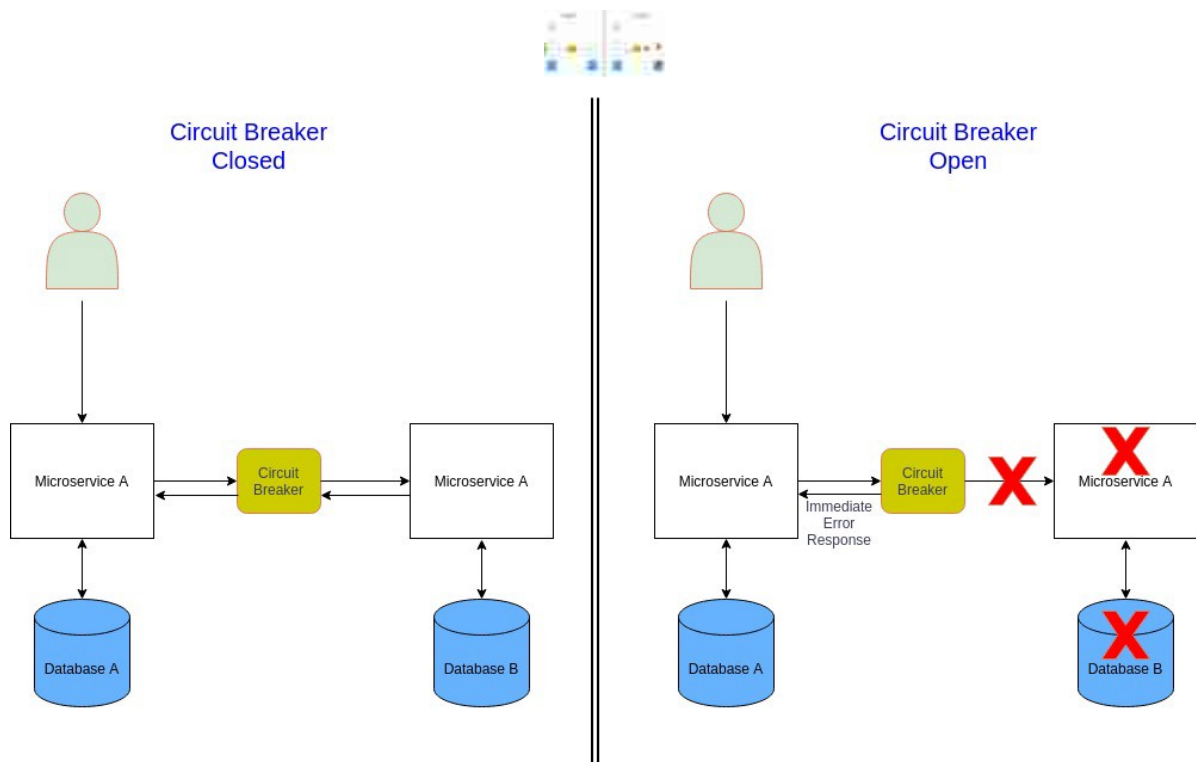 Circuit Breaker
Closed
Microservice A
Circuit
Breaker
Microservice A
Database A
Database B
Circuit Breaker
Open
Microservice A
Circuit
Breaker
Immediate
Error
Response
Microservice A
Database A
Database B